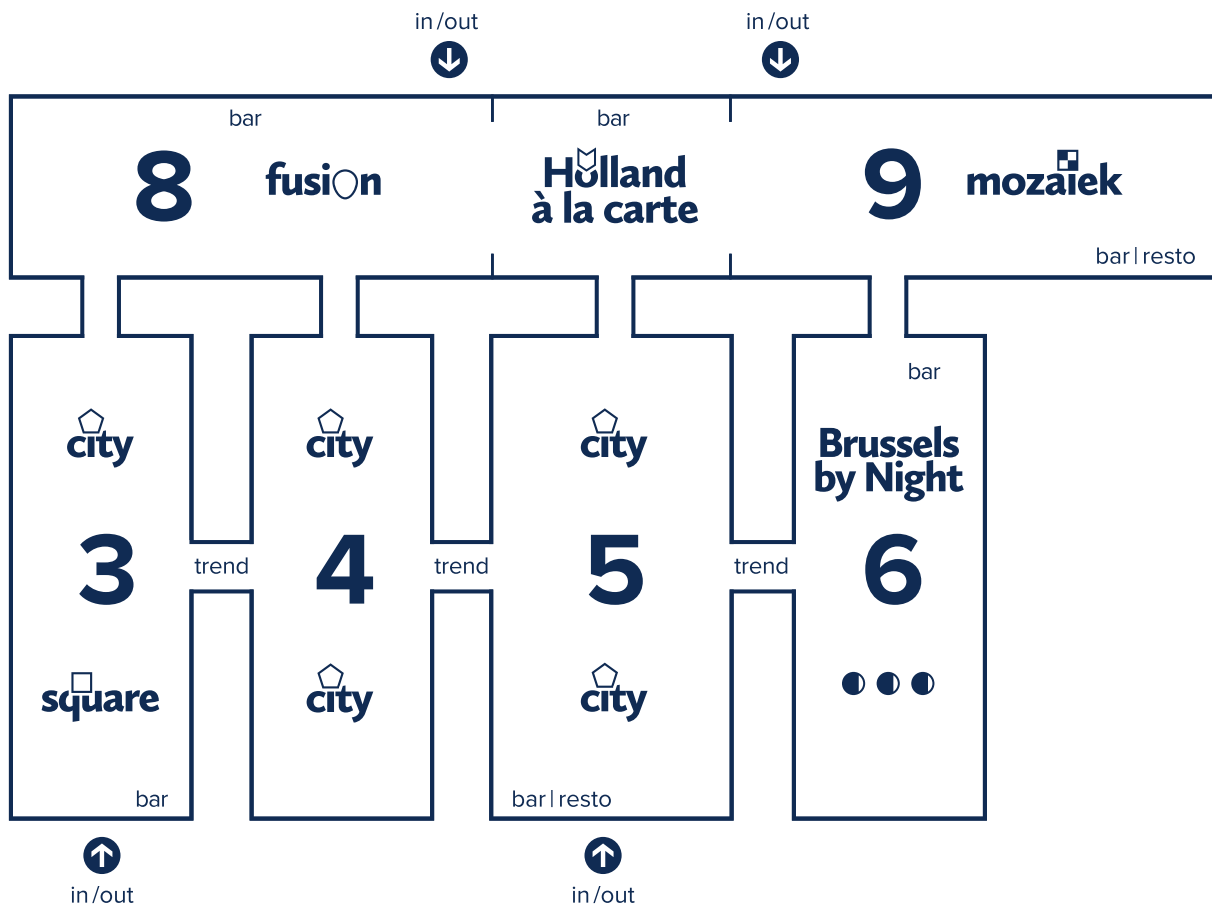 in/out
in/out
bar
bar
8
fusion
Holland
à la carte
9
mozaïek
bar|resto
bar
city
city
city
Brussels
by Night
3
trend
4
trend
5
trend
6
square
city
city
bar
bar|resto
in/out
in/out